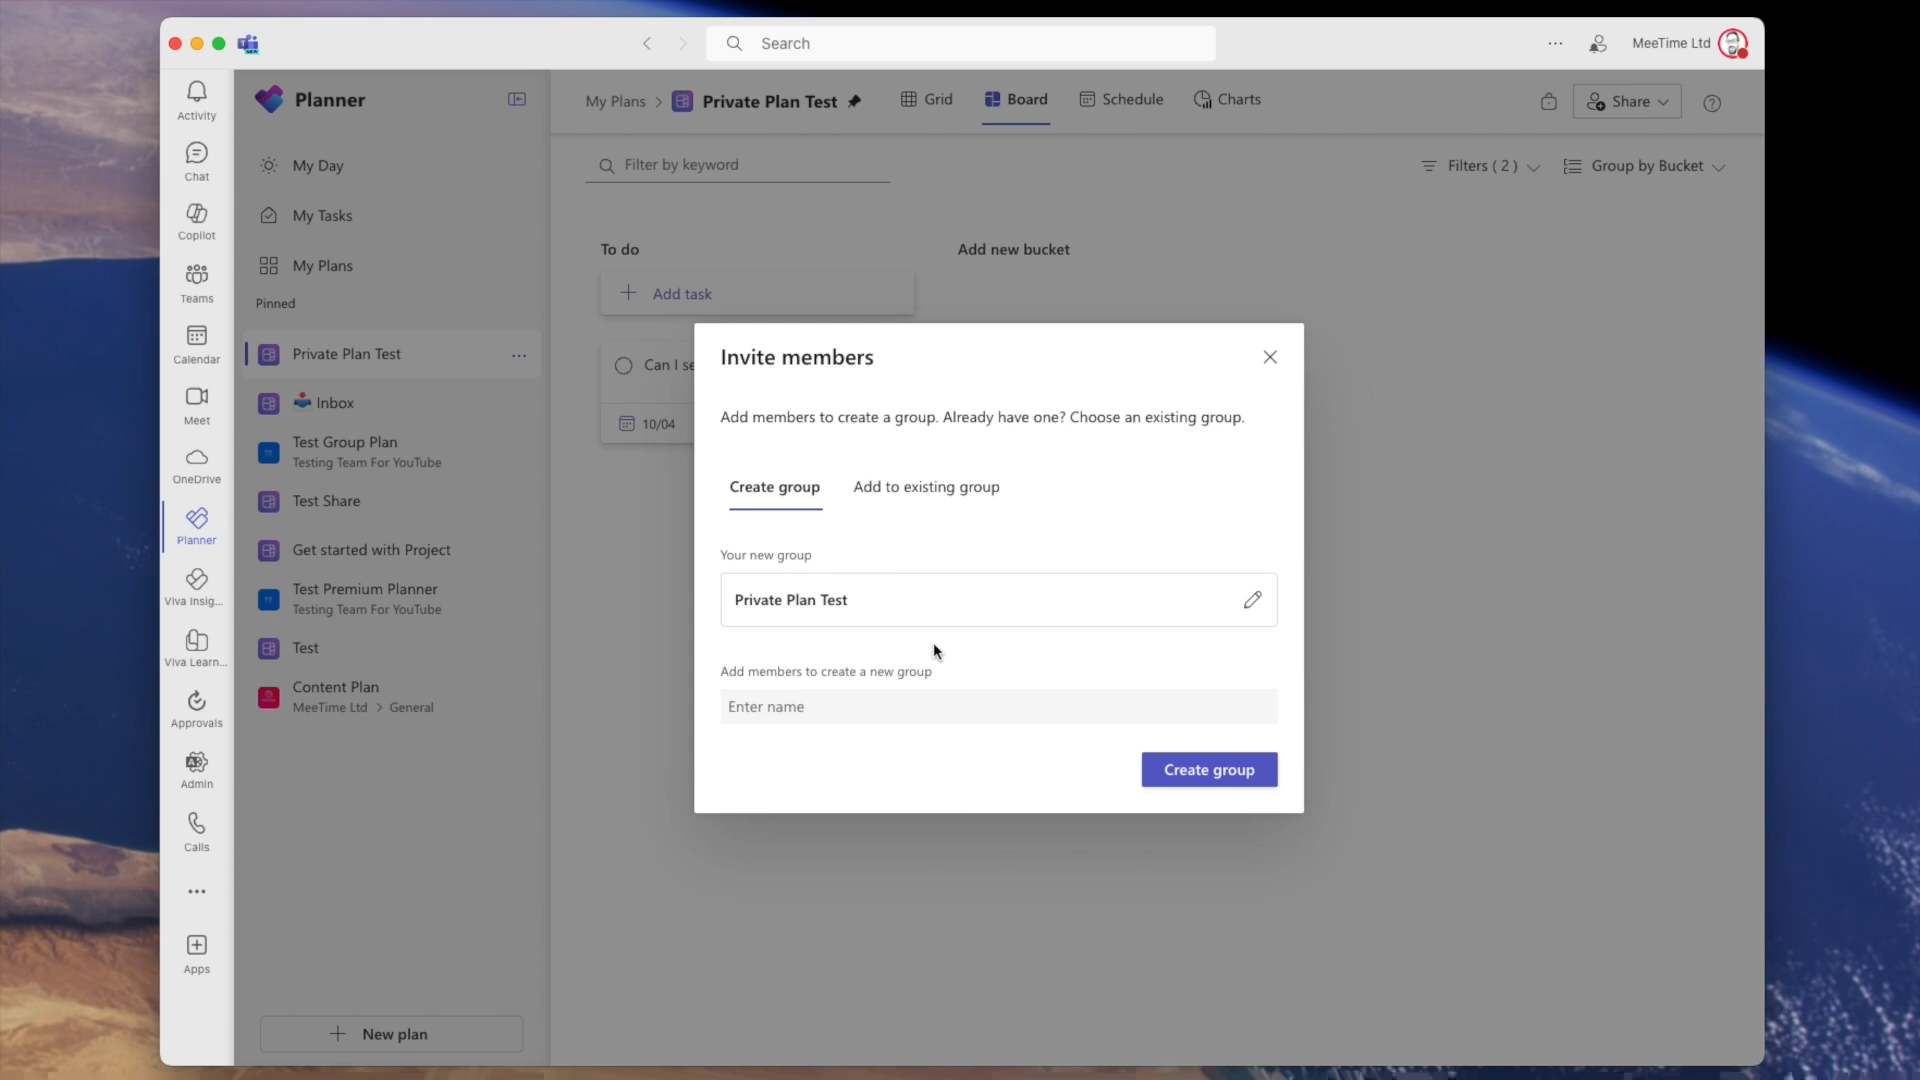 Search
MeeTime Ltd
Activity
Chat
Copilot
Teams
Calendar
Meet
OneDrive
Planner
Viva Insig...
Viva Learn...
Approvals
Admin
Calls
Apps
Planner
My Day
My Tasks
My Plans
Pinned
Private Plan Test
Inbox
Test Group Plan
Testing Team For YouTube
Test Share
Get started with Project
Test Premium Planner
Testing Team For YouTube
Test
Content Plan
MeeTime Ltd > General
New plan
My Plans > Private Plan Test
Grid
Board
Schedule
Charts
Share
Filter by keyword
Filters ( 2 )
Group by Bucket
To do
Add new bucket
Add task
Can I se
10/04
Invite members
Add members to create a group. Already have one? Choose an existing group.
Create group
Add to existing group
Your new group
Private Plan Test
Add members to create a new group
Enter name
Create group